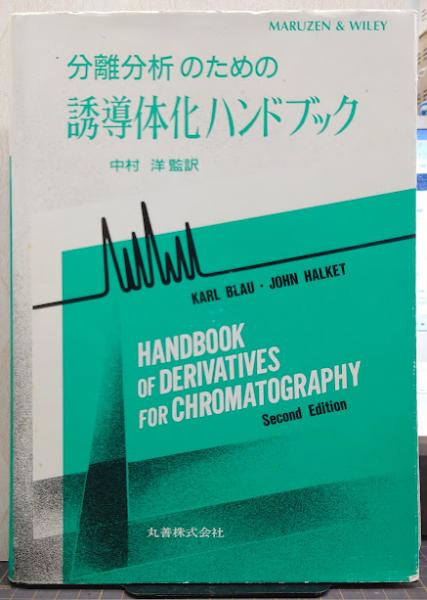 MARUZEN & WILEY
分離分析のための
誘導体化ハンドブック
中村 洋 監訳
KARL BLAU・JOHN HALKET
HANDBOOK
OF DERIVATIVES
FOR CHROMATOGRAPHY
Second Edition
丸善株式会社